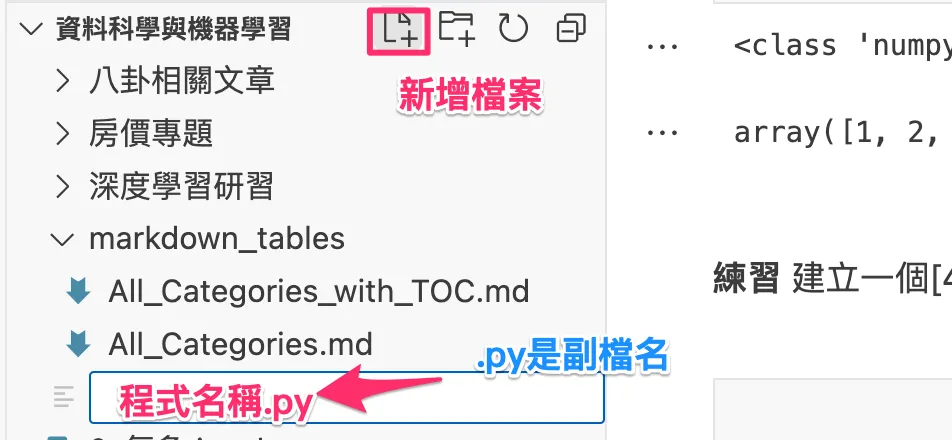 資料科學與機器學習
新增檔案
八卦相關文章
房價專題
深度學習研習
markdown_tables
All_Categories_with_TOC.md
All_Categories.md
.py是副檔名
程式名稱.py
... <class 'numpy
... array([1, 2,
練習 建立一個[4